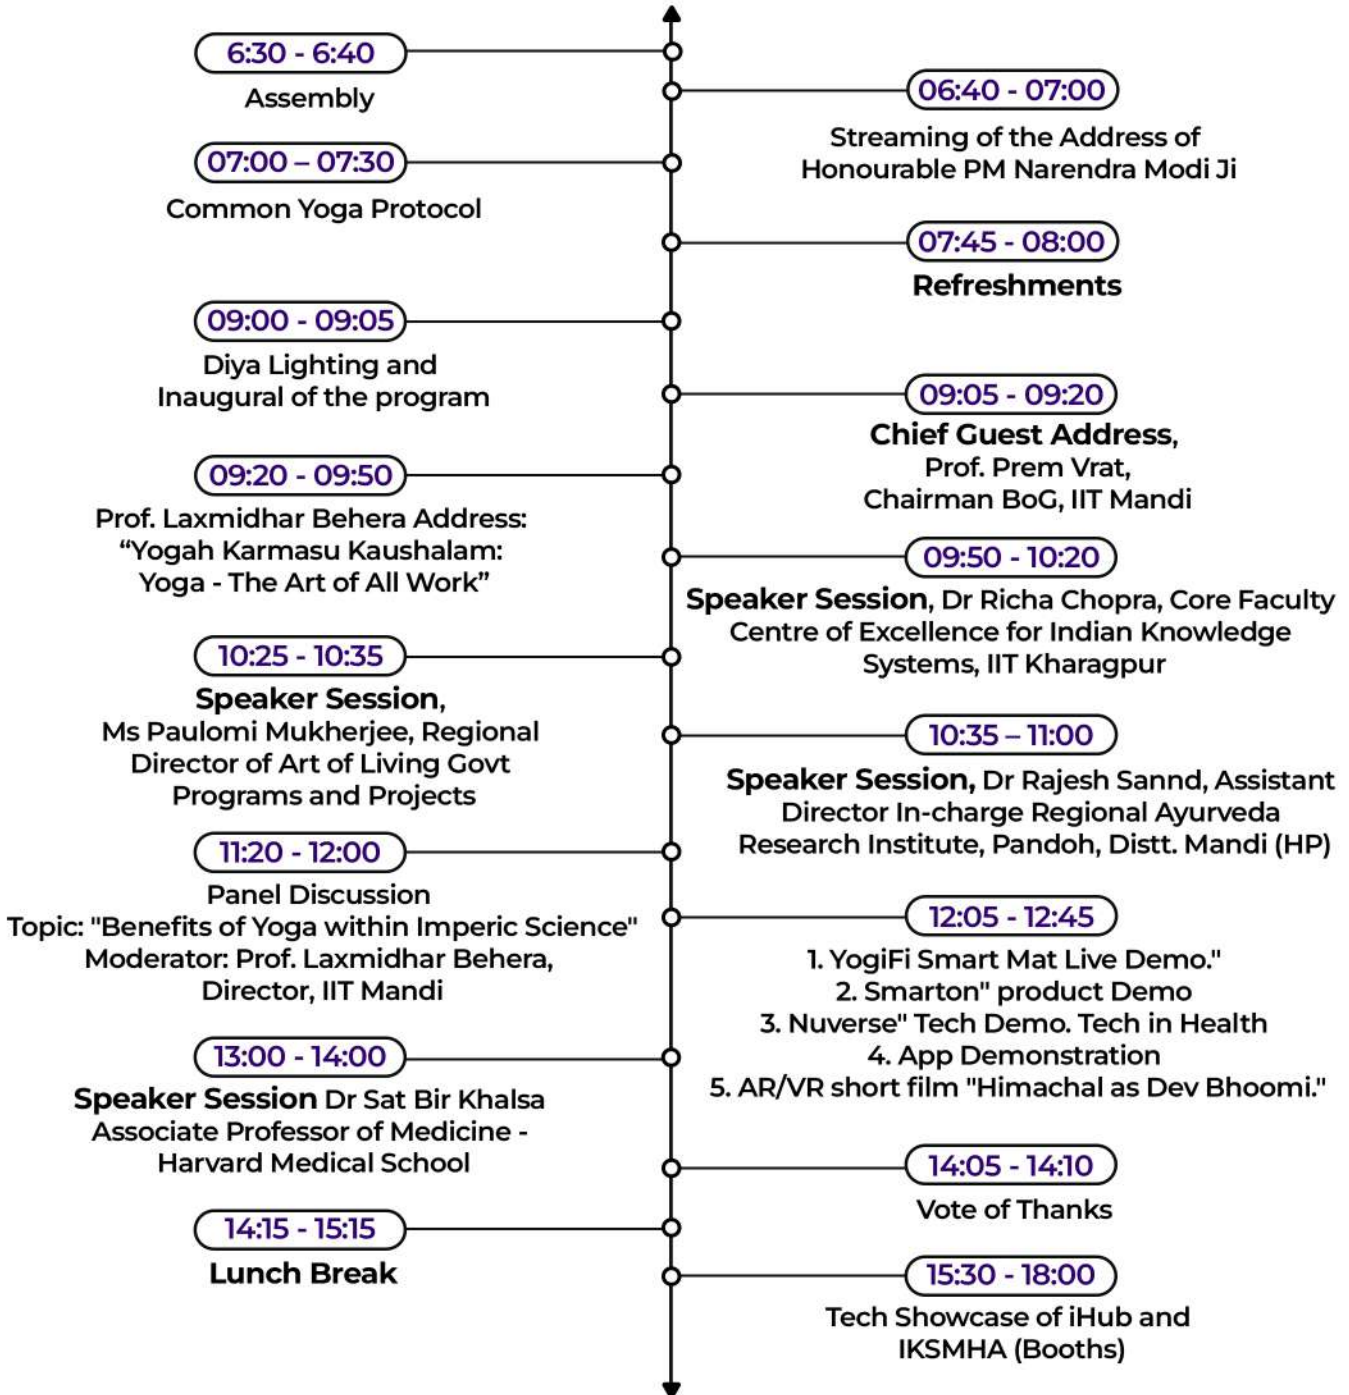 6:30 - 6:40
Assembly
06:40 - 07:00
Streaming of the Address of
Honourable PM Narendra Modi Ji
07:00 – 07:30
Common Yoga Protocol
07:45 - 08:00
Refreshments
09:00 - 09:05
Diya Lighting and
Inaugural of the program
09:05 - 09:20
Chief Guest Address,
Prof. Prem Vrat,
Chairman BoG, IIT Mandi
09:20 - 09:50
Prof. Laxmidhar Behera Address:
“Yogah Karmasu Kaushalam:
Yoga - The Art of All Work”
09:50 - 10:20
Speaker Session, Dr Richa Chopra, Core Faculty
Centre of Excellence for Indian Knowledge
Systems, IIT Kharagpur
10:25 - 10:35
Speaker Session,
Ms Paulomi Mukherjee, Regional
Director of Art of Living Govt
Programs and Projects
10:35 – 11:00
Speaker Session, Dr Rajesh Sannd, Assistant
Director In-charge Regional Ayurveda
Research Institute, Pandoh, Distt. Mandi (HP)
11:20 - 12:00
Panel Discussion
Topic: "Benefits of Yoga within Imperic Science"
Moderator: Prof. Laxmidhar Behera,
Director, IIT Mandi
12:05 - 12:45
1. YogiFi Smart Mat Live Demo."
2. Smarton" product Demo
3. Nuverse" Tech Demo. Tech in Health
4. App Demonstration
5. AR/VR short film "Himachal as Dev Bhoomi."
13:00 - 14:00
Speaker Session Dr Sat Bir Khalsa
Associate Professor of Medicine -
Harvard Medical School
14:05 - 14:10
Vote of Thanks
14:15 - 15:15
Lunch Break
15:30 - 18:00
Tech Showcase of iHub and
IKSMHA (Booths)